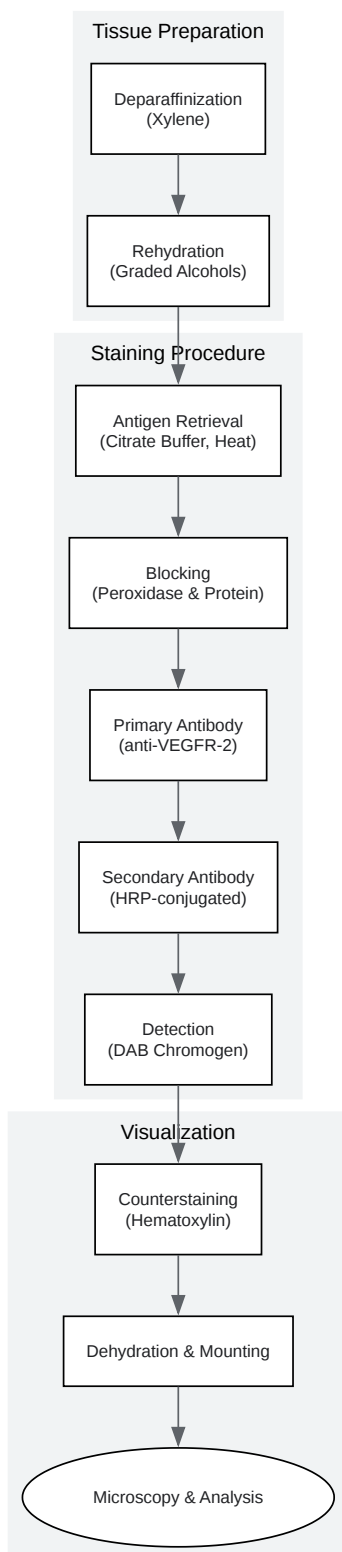 Tissue Preparation
Deparaffinization
(Xylene)
Rehydration
(Graded Alcohols)
Staining Procedure
Antigen Retrieval
(Citrate Buffer, Heat)
Blocking
(Peroxidase & Protein)
Primary Antibody
(anti-VEGFR-2)
Secondary Antibody
(HRP-conjugated)
Detection
(DAB Chromogen)
Visualization
Counterstaining
(Hematoxylin)
Dehydration & Mounting
Microscopy & Analysis